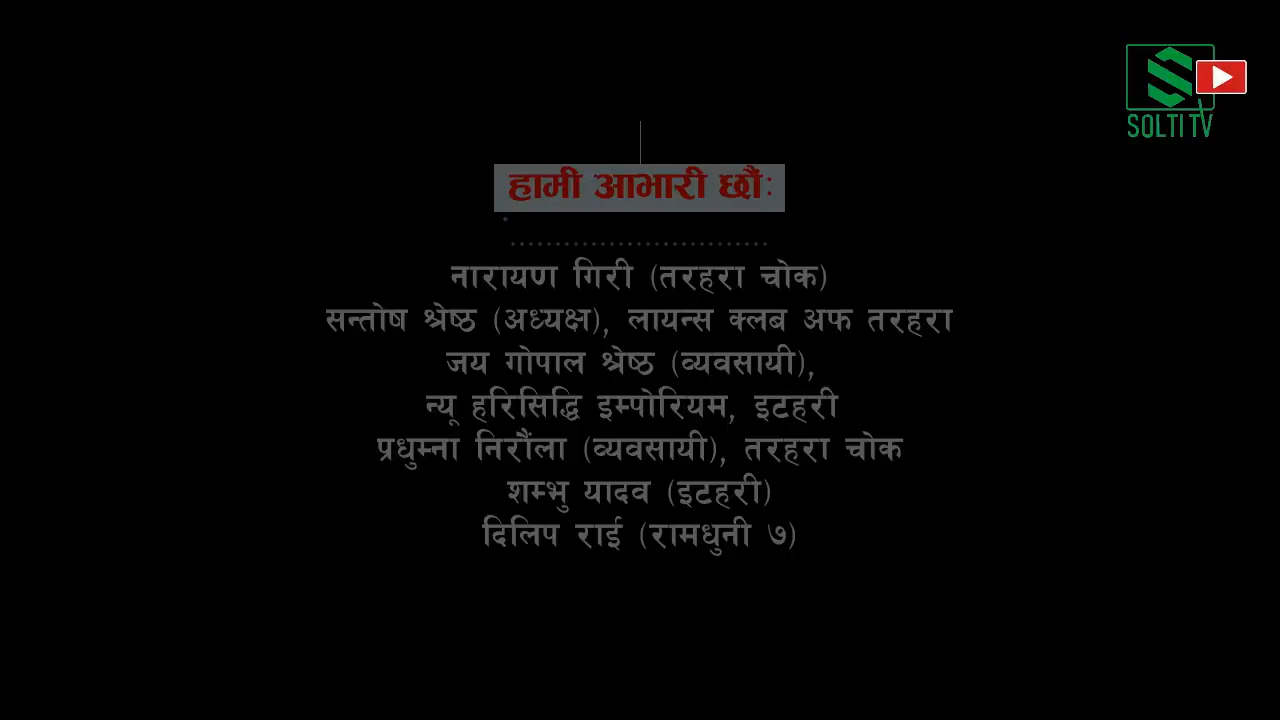 SOLTI TV
हामी आभारी छौंः
नारायण गिरी (तरहरा चोक)
सन्तोष श्रेष्ठ (अध्यक्ष), लायन्स क्लब अफ तरहरा
जय गोपाल श्रेष्ठ (व्यवसायी),
न्यू हरिसिद्धि इम्पोरियम, इटहरी
प्रधुम्ना निरौंला (व्यवसायी), तरहरा चोक
शम्भु यादव (इटहरी)
दिलिप राई (रामधुनी ७)